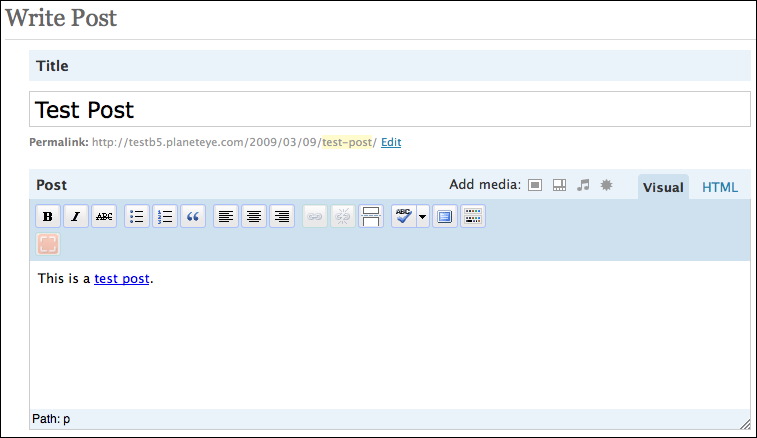 Write Post
Title
Test Post
Permalink: http://testb5.planeteye.com/2009/03/09/test-post/ Edit
Post Add media: Visual HTML
B I ABC ABC
This is a test post.
Path: p